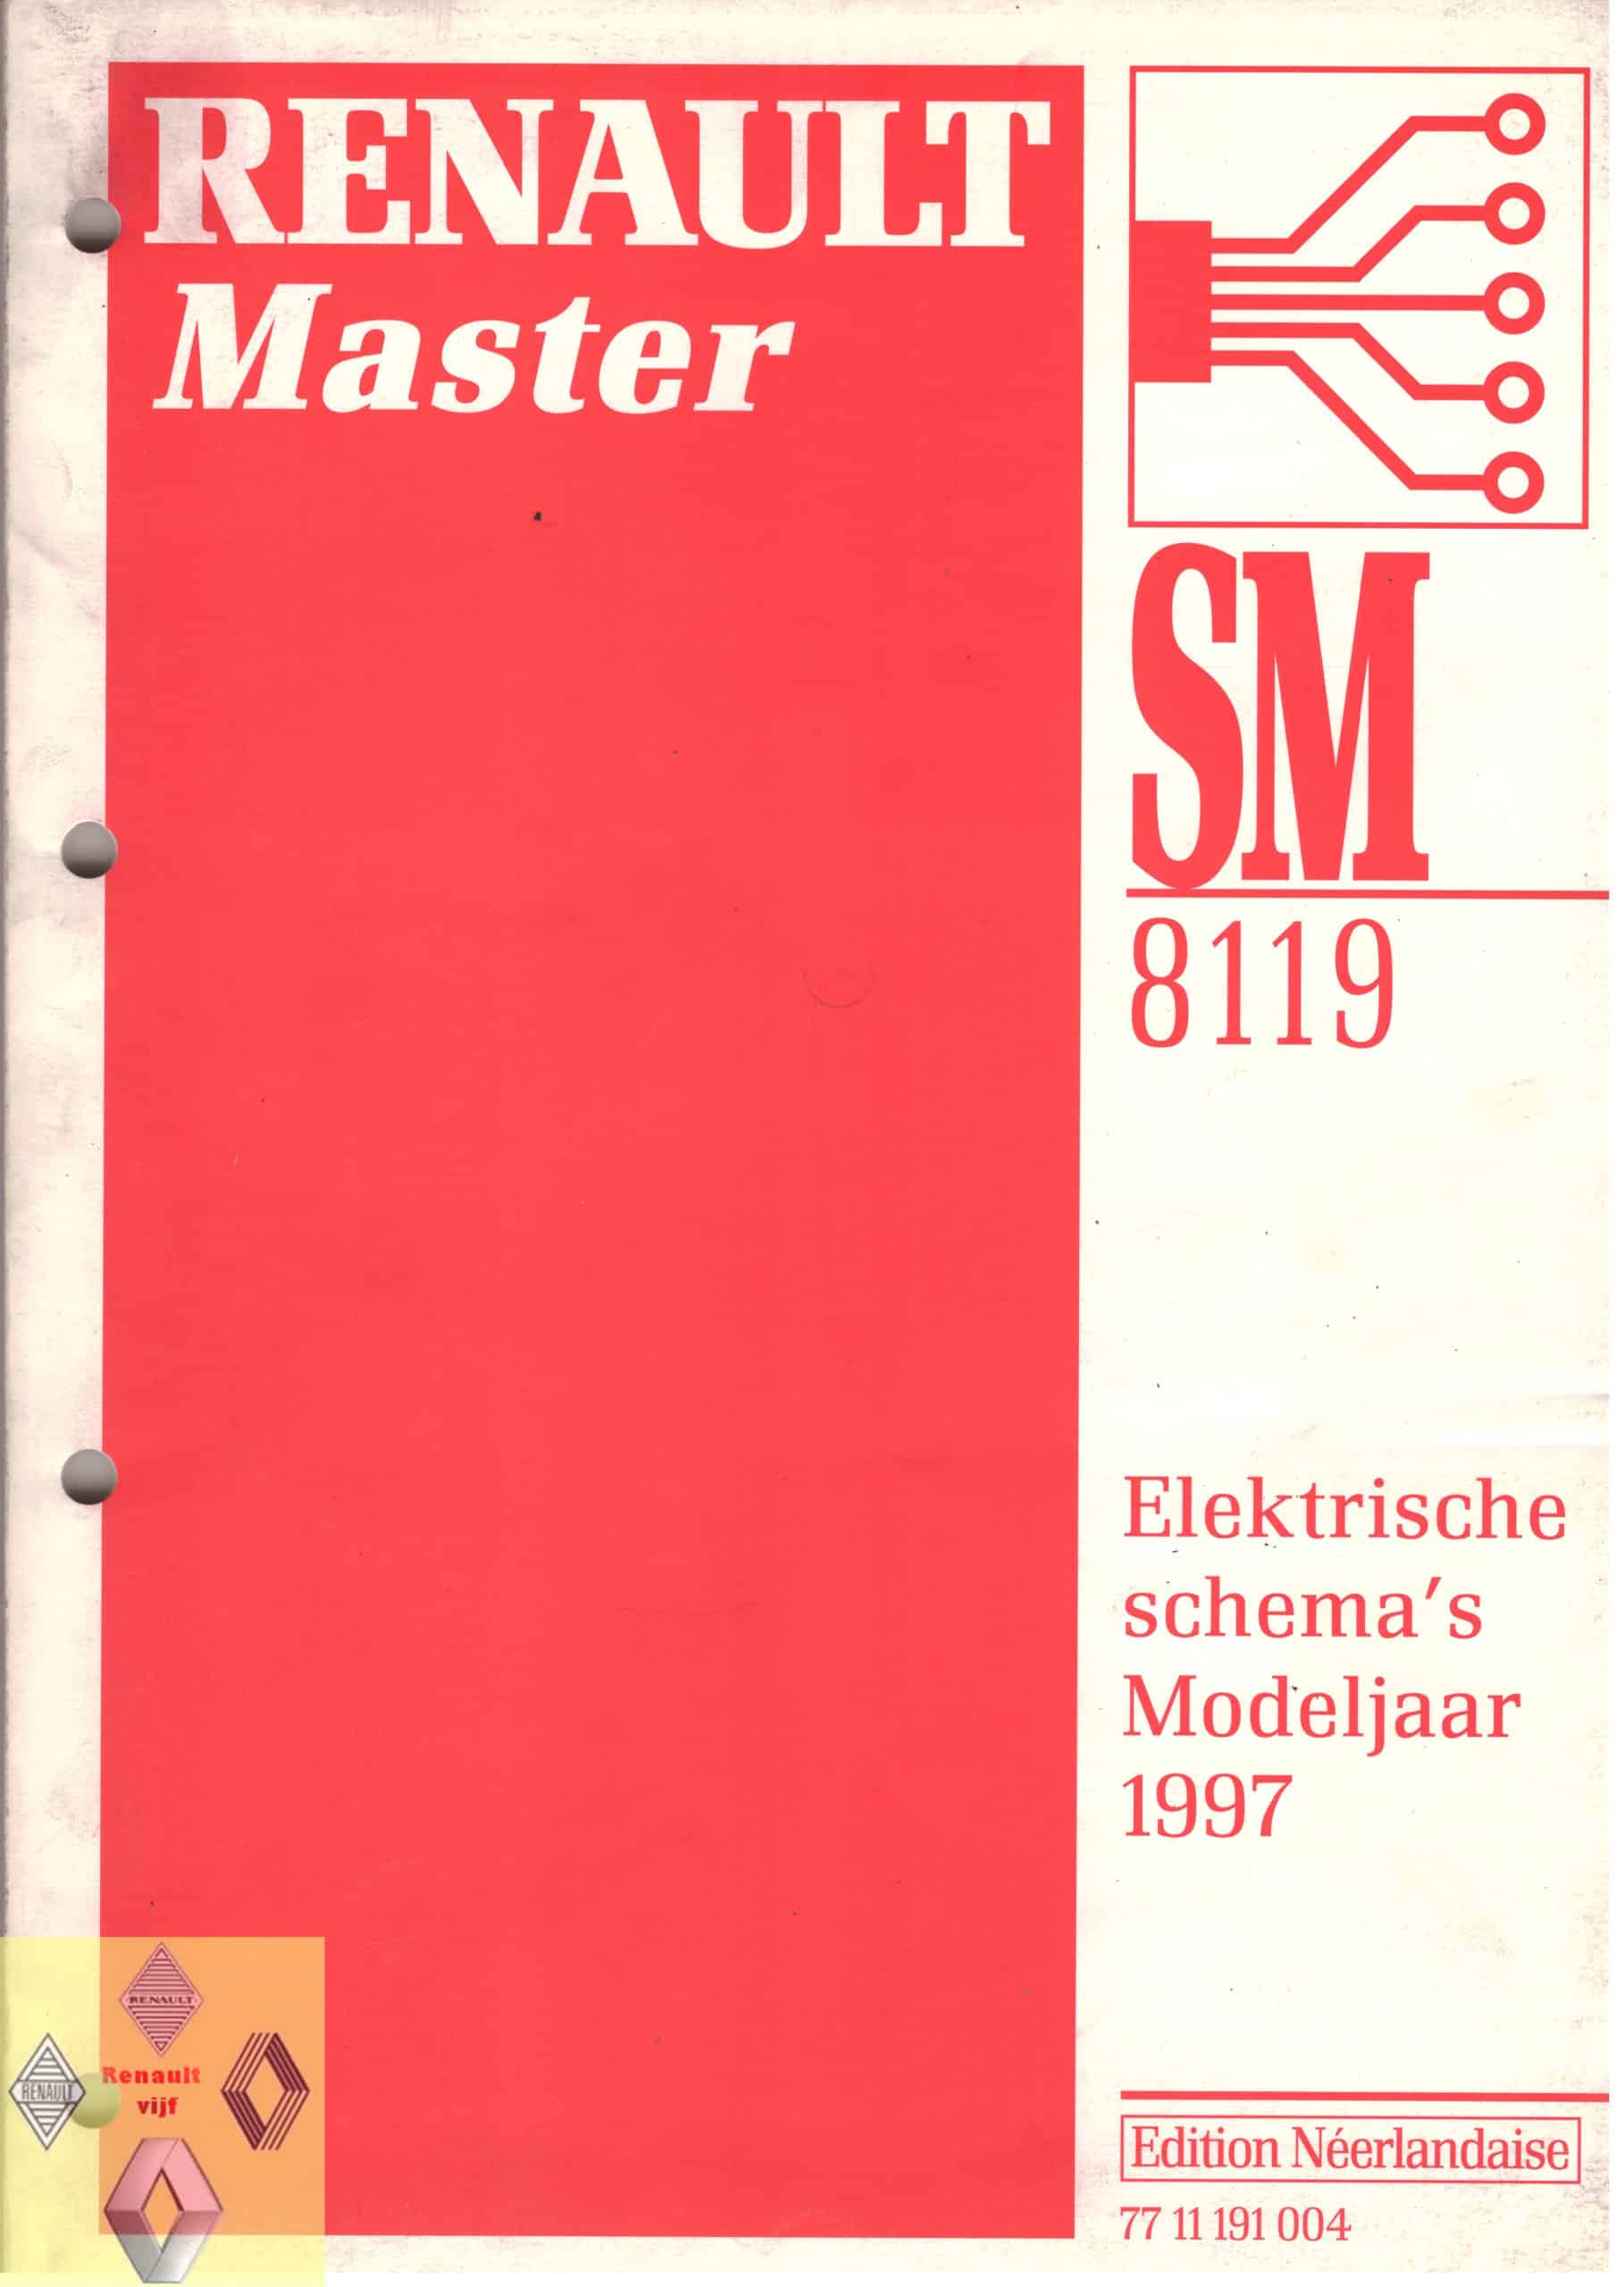 RENAULT
Master
SM
8119
Elektrische
schema's
Modeljaar
1997
RENAULT
RENAULT
Renault
vijf
Edition Néerlandaise
77 11 191 004